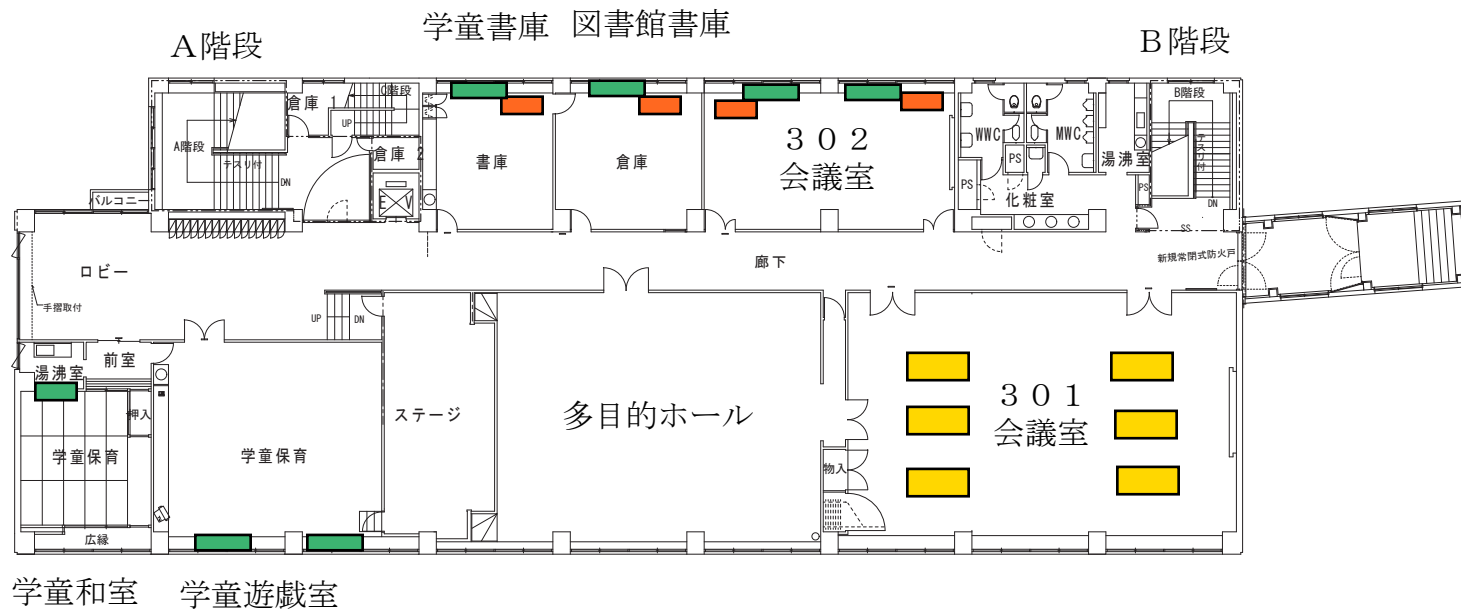 学童書庫 図書館書庫
A階段
B階段
倉庫 1
C階段
B階段
UP
A階段
テスリ付
DN
倉庫 2
E V
書庫
倉庫
302
会議室
WWC
MWC
PS
PS
湯沸室
化粧室
PS
テスリ付
DN
バルコニー
SS
新規常閉式防火戸
ロビー
廊下
手摺取付
UP
DN
前室
湯沸室
押入
学童保育
学童保育
ステージ
多目的ホール
物入
301
会議室
広縁
学童和室
学童遊戯室